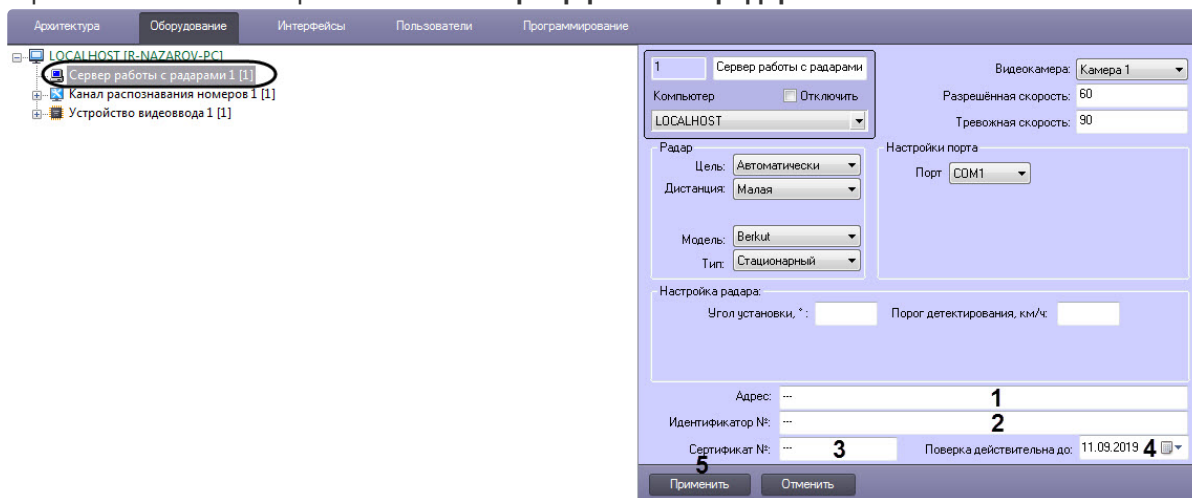 Архитектура Оборудование Интерфейсы Пользователи Программирование
LOCALHOST [R-NAZAROV-PC]
Сервер работы с радарами 1 [1]
Канал распознавания номеров 1 [1]
Устройство видеоввода 1 [1]
1 Сервер работы с радарами
Компьютер Отключить
LOCALHOST
Видеокамера: Камера 1
Разрешённая скорость: 60
Тревожная скорость: 90
Радар
Цель: Автоматически
Дистанция: Малая
Модель: Berkut
Тип: Стационарный
Настройки порта
Порт COM1
Настройка радара:
Угол установки, ° : Порог детектирования, км/ч:
Адрес: --- 1
Идентификатор №: --- 2
Сертификат №: --- 3 Поверка действительна до: 11.09.2019 4
5
Применить Отменить